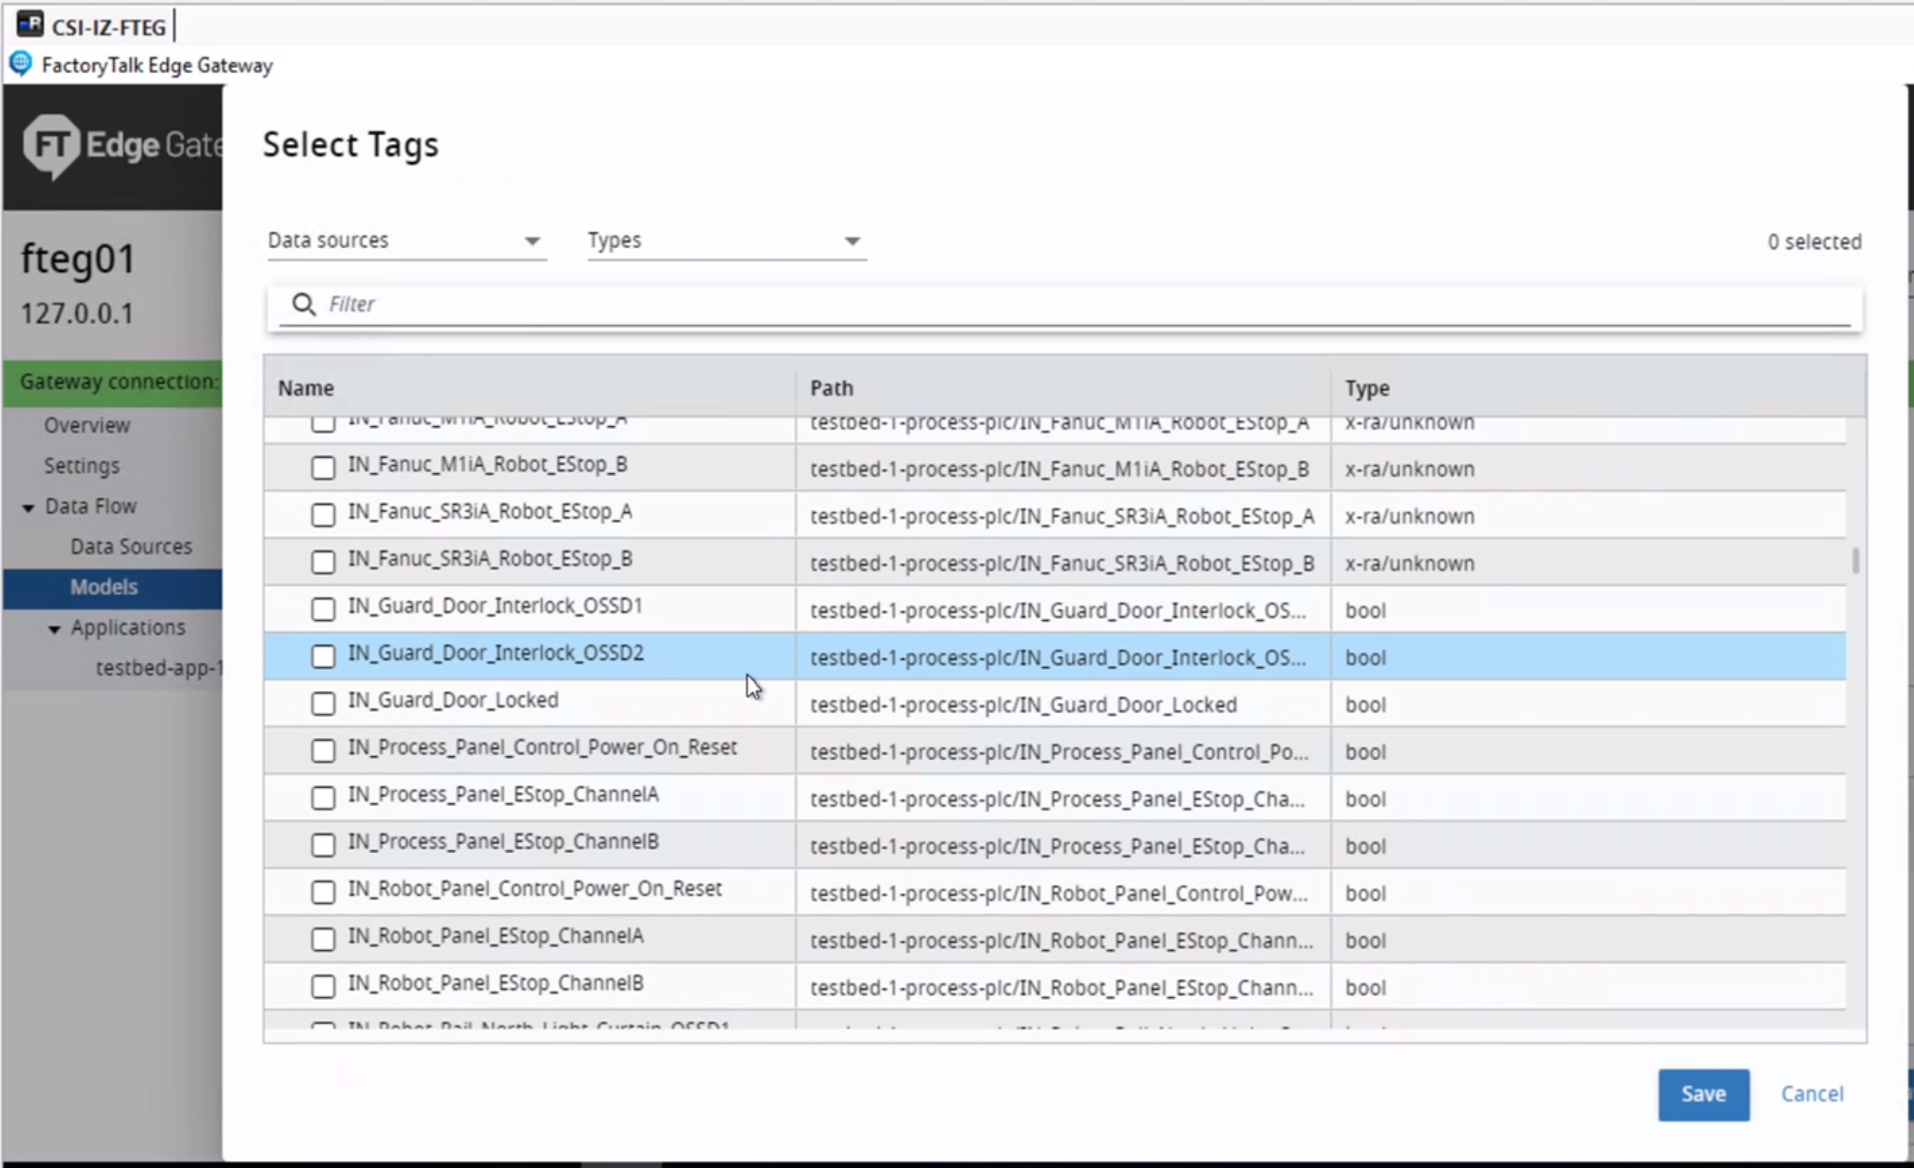 CSI-IZ-FTEG
FactoryTalk Edge Gateway
FT Edge Gate
fteg01
127.0.0.1
Gateway connection:
Overview
Settings
Data Flow
Data Sources
Models
Applications
testbed-app-1
Select Tags
Data sources
Types
0 selected
Filter
Name Path Type
IN_Fanuc_M1iA_Robot_EStop_A testbed-1-process-plc/IN_Fanuc_M1iA_Robot_EStop_A x-ra/unknown
IN_Fanuc_M1iA_Robot_EStop_B testbed-1-process-plc/IN_Fanuc_M1iA_Robot_EStop_B x-ra/unknown
IN_Fanuc_SR3iA_Robot_EStop_A testbed-1-process-plc/IN_Fanuc_SR3iA_Robot_EStop_A x-ra/unknown
IN_Fanuc_SR3iA_Robot_EStop_B testbed-1-process-plc/IN_Fanuc_SR3iA_Robot_EStop_B x-ra/unknown
IN_Guard_Door_Interlock_OSSD1 testbed-1-process-plc/IN_Guard_Door_Interlock_OS... bool
IN_Guard_Door_Interlock_OSSD2 testbed-1-process-plc/IN_Guard_Door_Interlock_OS... bool
IN_Guard_Door_Locked testbed-1-process-plc/IN_Guard_Door_Locked bool
IN_Process_Panel_Control_Power_On_Reset testbed-1-process-plc/IN_Process_Panel_Control_Po... bool
IN_Process_Panel_EStop_ChannelA testbed-1-process-plc/IN_Process_Panel_EStop_Cha... bool
IN_Process_Panel_EStop_ChannelB testbed-1-process-plc/IN_Process_Panel_EStop_Cha... bool
IN_Robot_Panel_Control_Power_On_Reset testbed-1-process-plc/IN_Robot_Panel_Control_Pow... bool
IN_Robot_Panel_EStop_ChannelA testbed-1-process-plc/IN_Robot_Panel_EStop_Chann... bool
IN_Robot_Panel_EStop_ChannelB testbed-1-process-plc/IN_Robot_Panel_EStop_Chann... bool
IN_Robot_Rail_North_Light_Curtain_OSSD1
Save
Cancel